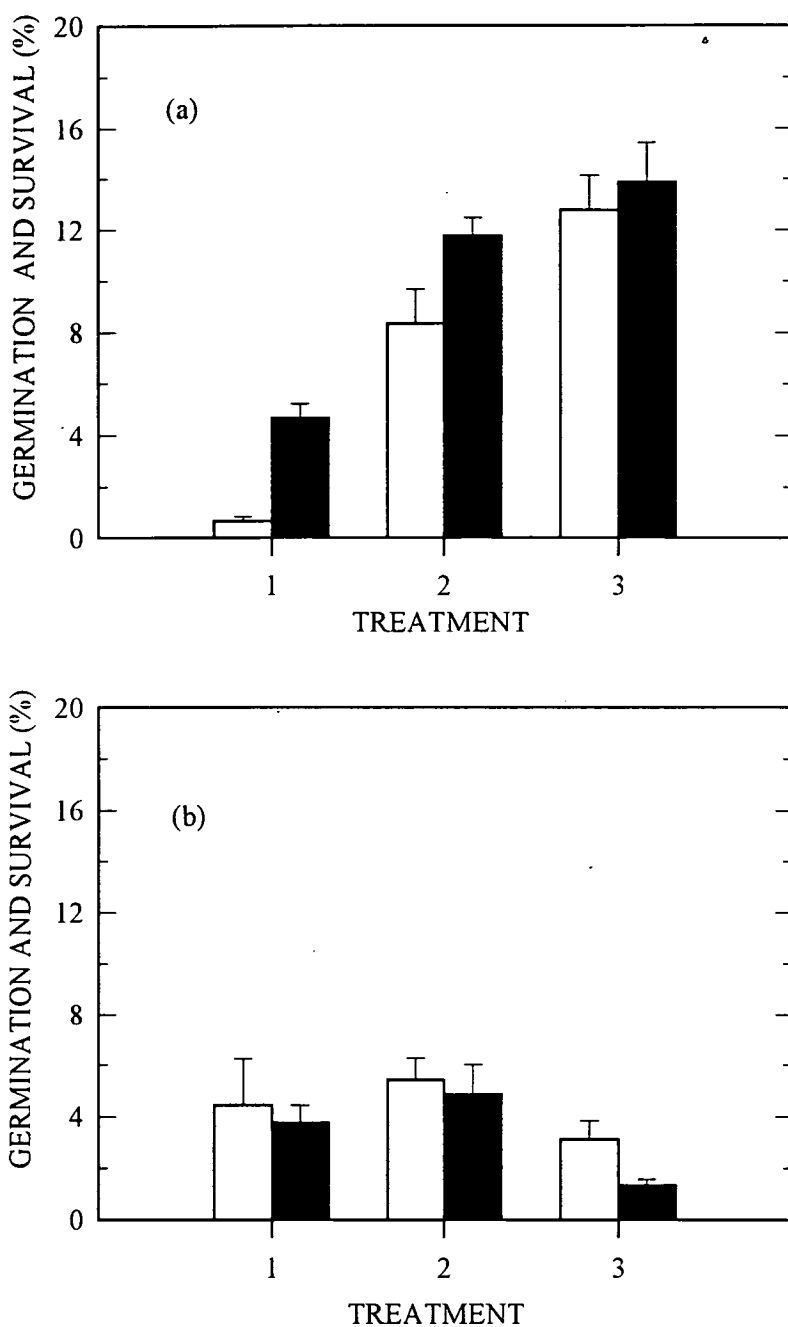 GERMINATION AND SURVIVAL (%)
20
16
12
8
4
0
(a)
1 2 3
TREATMENT
GERMINATION AND SURVIVAL (%)
20
16
12
8
4
0
(b)
1 2 3
TREATMENT